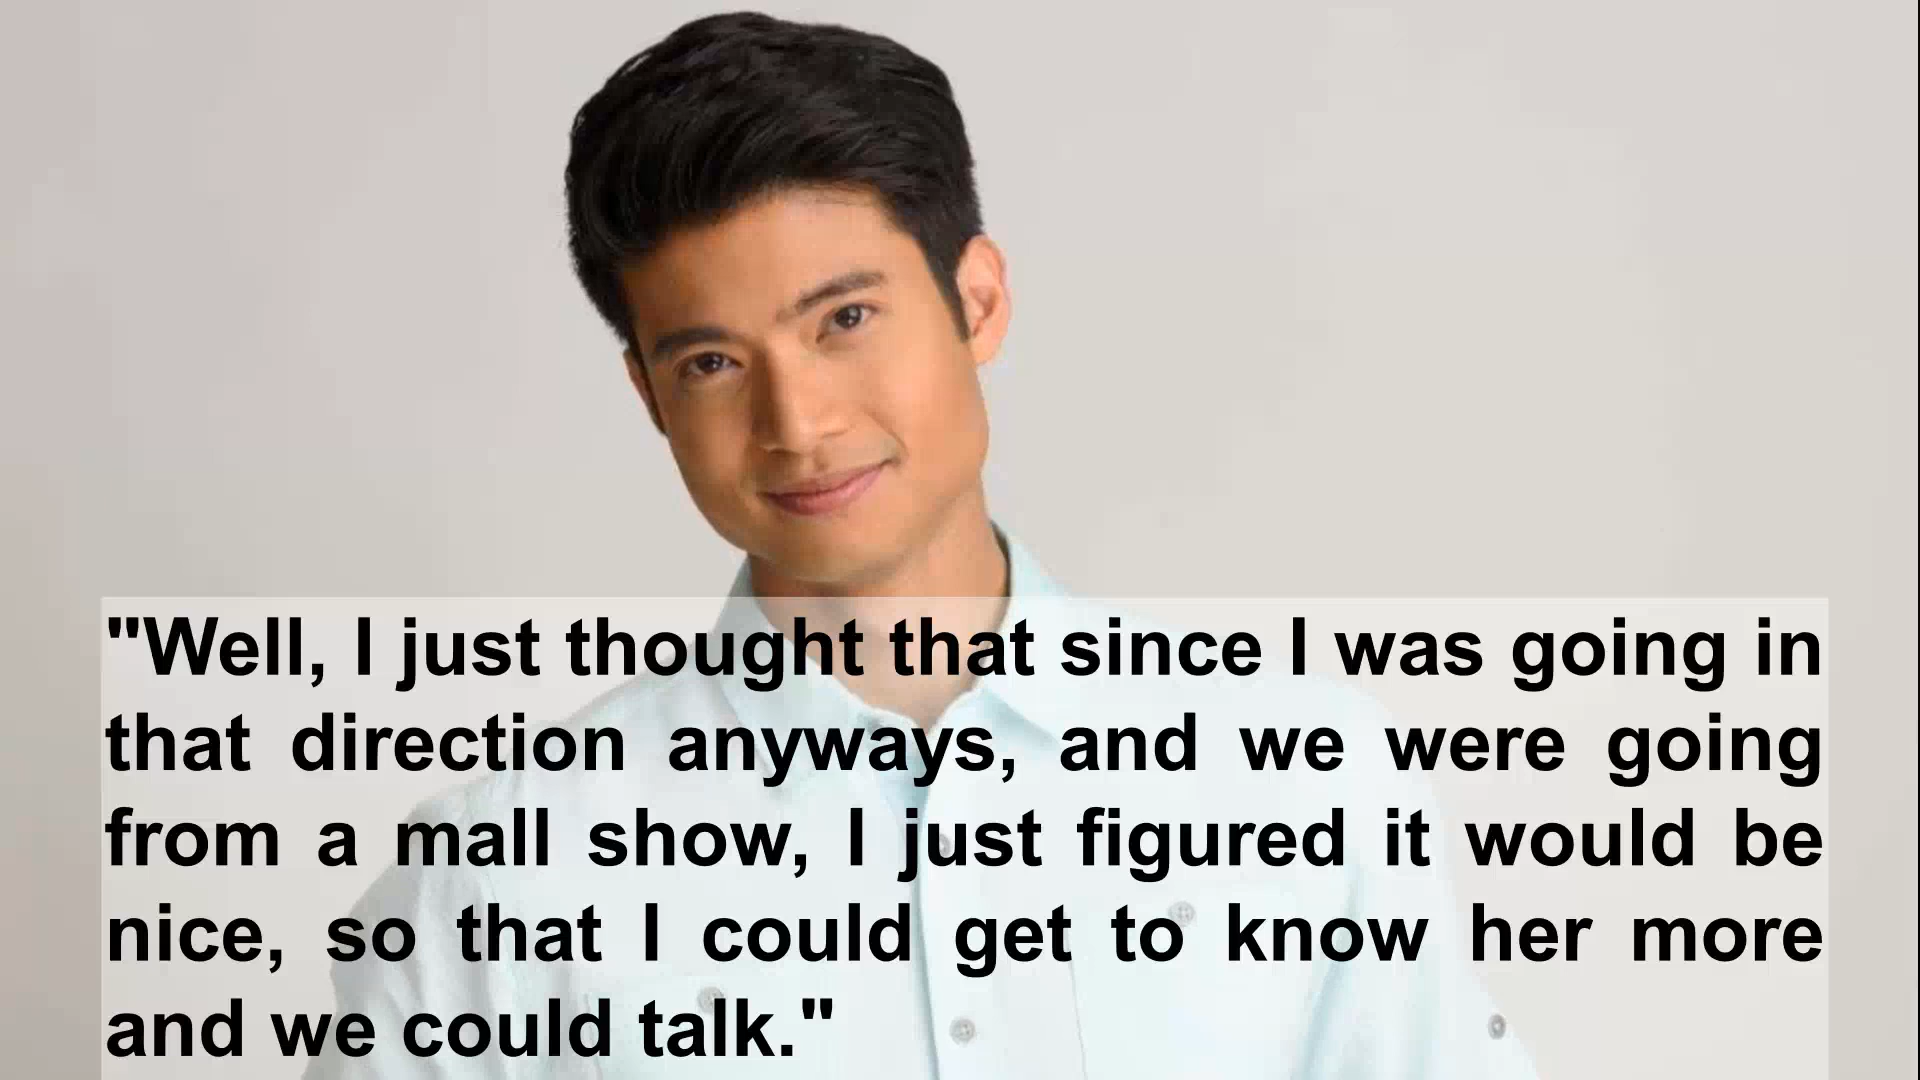 "Well, I just thought that since I was going in
that direction anyways, and we were going
from a mall show, I just figured it would be
nice, so that I could get to know her more
and we could talk."